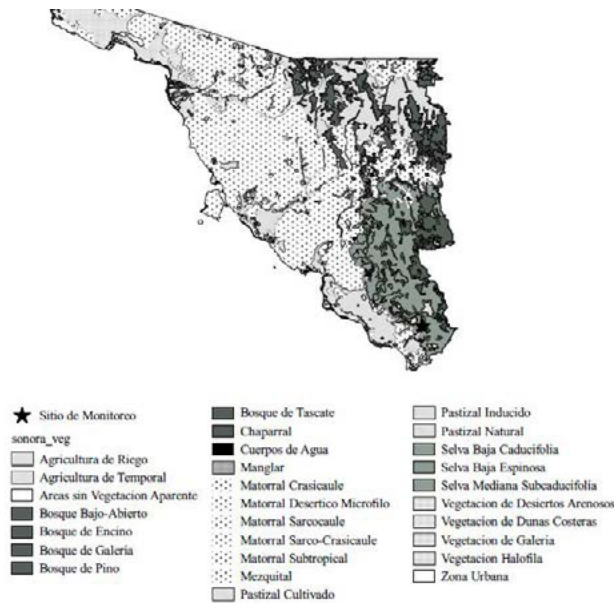 Sitio de Monitoreo
sonora_veg
Agricultura de Riego
Agricultura de Temporal
Areas sin Vegetacion Aparente
Bosque Bajo-Abierto
Bosque de Encino
Bosque de Galeria
Bosque de Pino
Bosque de Tascate
Chaparral
Cuerpos de Agua
Manglar
Matorral Crasicaule
Matorral Desertico Microfilo
Matorral Sarcocaule
Matorral Sarco-Crasicaule
Matorral Subtropical
Mezquital
Pastizal Cultivado
Pastizal Inducido
Pastizal Natural
Selva Baja Caducifolia
Selva Baja Espinosa
Selva Mediana Subcaducifolia
Vegetacion de Desiertos Arenosos
Vegetacion de Dunas Costeras
Vegetacion de Galeria
Vegetacion Halofila
Zona Urbana